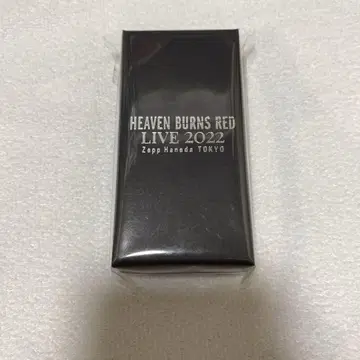 HEAVEN BURNS RED
LIVE 2022
Zepp Haneda TOKYO